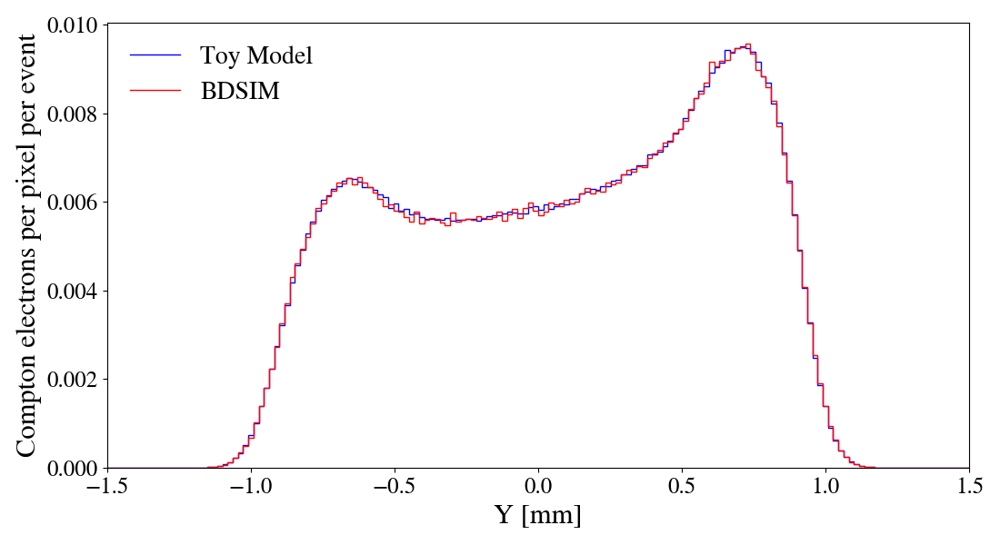 0.010
0.008
0.006
0.004
0.002
0.000
Compton electrons per pixel per event
Toy Model
BDSIM
−1.5 −1.0 −0.5 0.0 0.5 1.0 1.5
Y [mm]